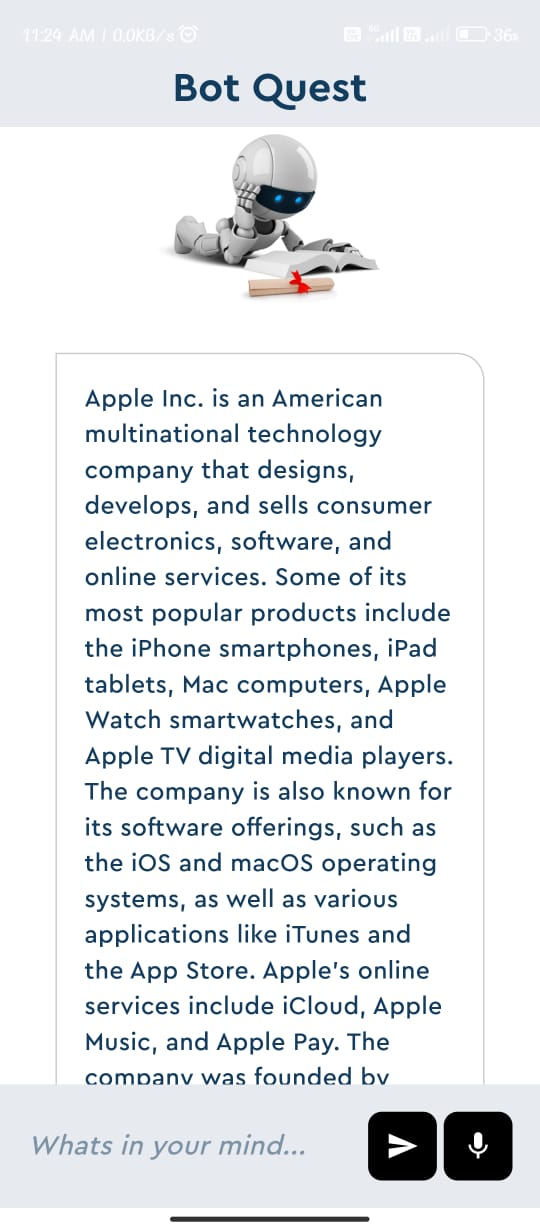 11:24 AM | 0.0KB/s
5G
36
Bot Quest
Apple Inc. is an American
multinational technology
company that designs,
develops, and sells consumer
electronics, software, and
online services. Some of its
most popular products include
the iPhone smartphones, iPad
tablets, Mac computers, Apple
Watch smartwatches, and
Apple TV digital media players.
The company is also known for
its software offerings, such as
the iOS and macOS operating
systems, as well as various
applications like iTunes and
the App Store. Apple's online
services include iCloud, Apple
Music, and Apple Pay. The
company was founded by
Whats in your mind...